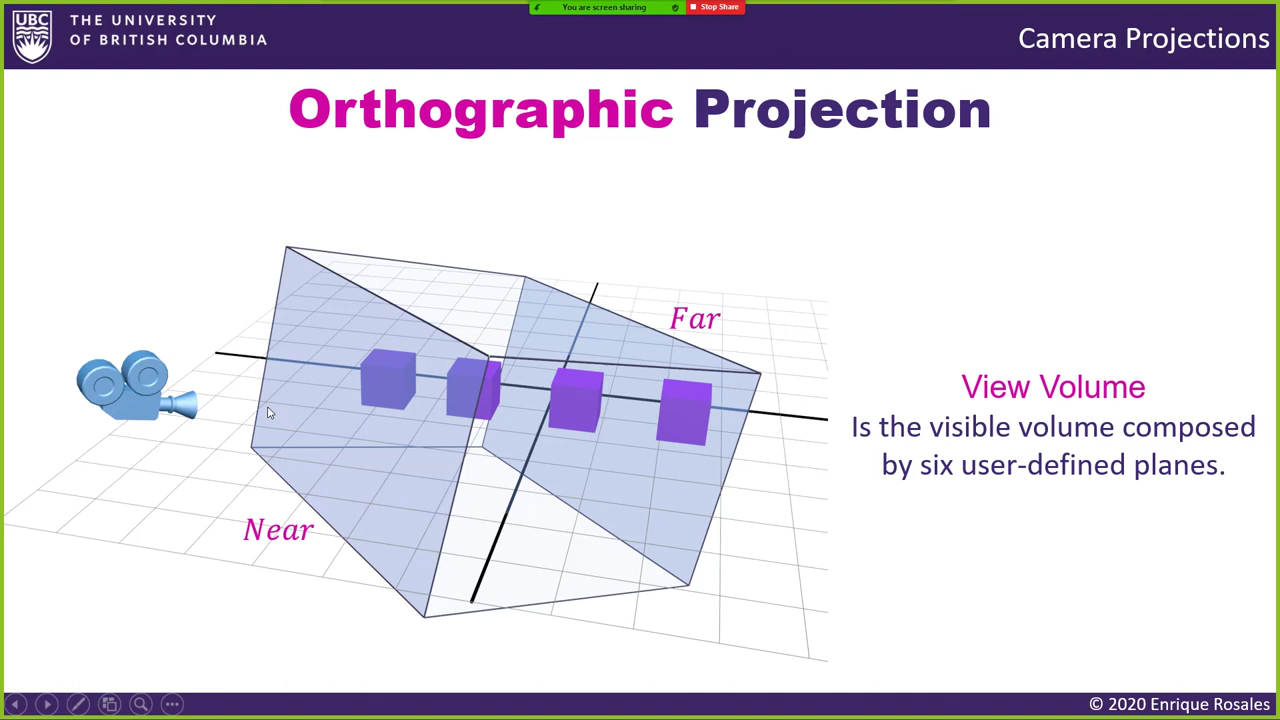 You are screen sharing
Stop Share
UBC
THE UNIVERSITY
OF BRITISH COLUMBIA
Camera Projections
Orthographic Projection
Far
View Volume
Is the visible volume composed
by six user-defined planes.
Near
© 2020 Enrique Rosales